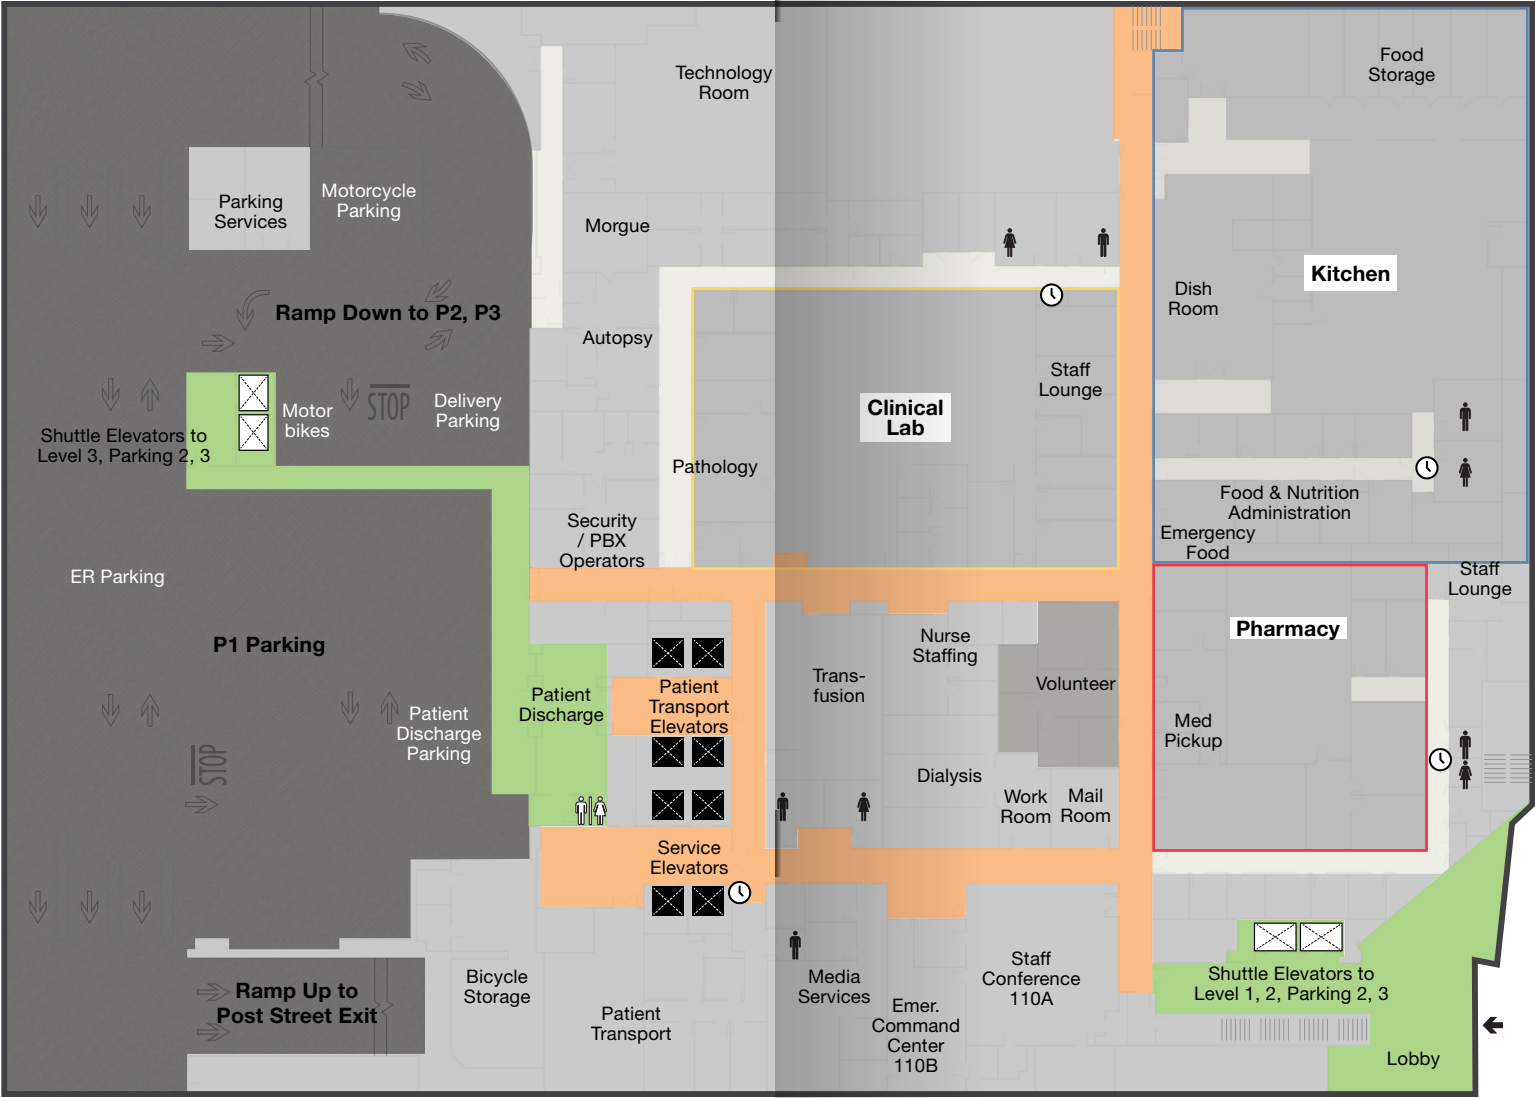 Technology
Room
Food
Storage
Parking
Services
Motorcycle
Parking
Morgue
Kitchen
Dish
Room
Ramp Down to P2, P3
Autopsy
Staff
Lounge
Clinical
Lab
Motor
bikes
STOP
Delivery
Parking
Shuttle Elevators to
Level 3, Parking 2, 3
Pathology
Food & Nutrition
Administration
Emergency
Food
Security
/ PBX
Operators
ER Parking
Staff
Lounge
P1 Parking
Pharmacy
Nurse
Staffing
Trans-
fusion
Volunteer
Patient
Discharge
Patient
Transport
Elevators
Patient
Discharge
Parking
STOP
Med
Pickup
Dialysis
Work
Room
Mail
Room
Service
Elevators
Bicycle
Storage
Media
Services
Staff
Conference
110A
Shuttle Elevators to
Level 1, 2, Parking 2, 3
Ramp Up to
Post Street Exit
Patient
Transport
Emer.
Command
Center
110B
Lobby